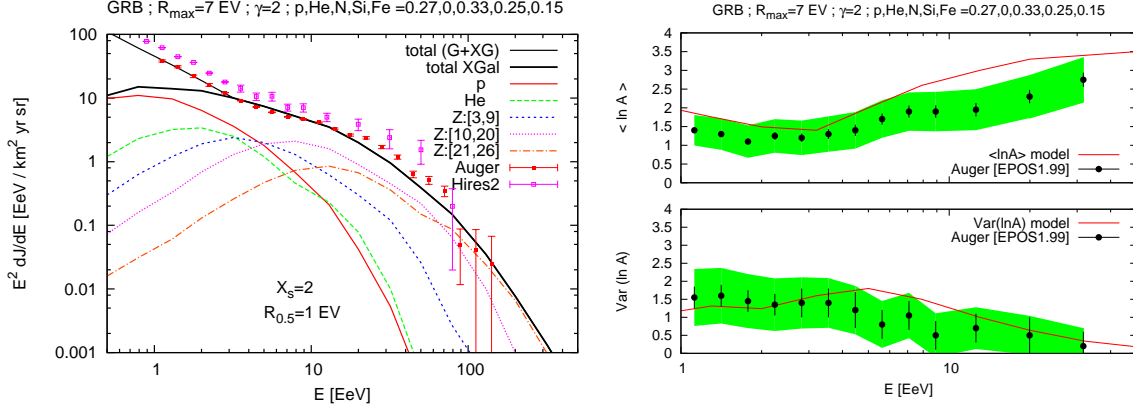 GRB ; R_max=7 EV ; γ=2 ; p,He,N,Si,Fe =0.27,0,0.33,0.25,0.15
E² dJ/dE [EeV / km² yr sr]
100
10
1
0.1
0.01
0.001
total (G+XG)
total XGal
p
He
Z:[3,9]
Z:[10,20]
Z:[21,26]
Auger
Hires2
X_s=2
R_0.5=1 EV
1 10 100
E [EeV]
GRB ; R_max=7 EV ; γ=2 ; p,He,N,Si,Fe =0.27,0,0.33,0.25,0.15
< ln A >
4
3.5
3
2.5
2
1.5
1
0.5
0
<lnA> model
Auger [EPOS1.99]
Var (ln A)
4
3.5
3
2.5
2
1.5
1
0.5
0
Var(lnA) model
Auger [EPOS1.99]
1 10
E [EeV]